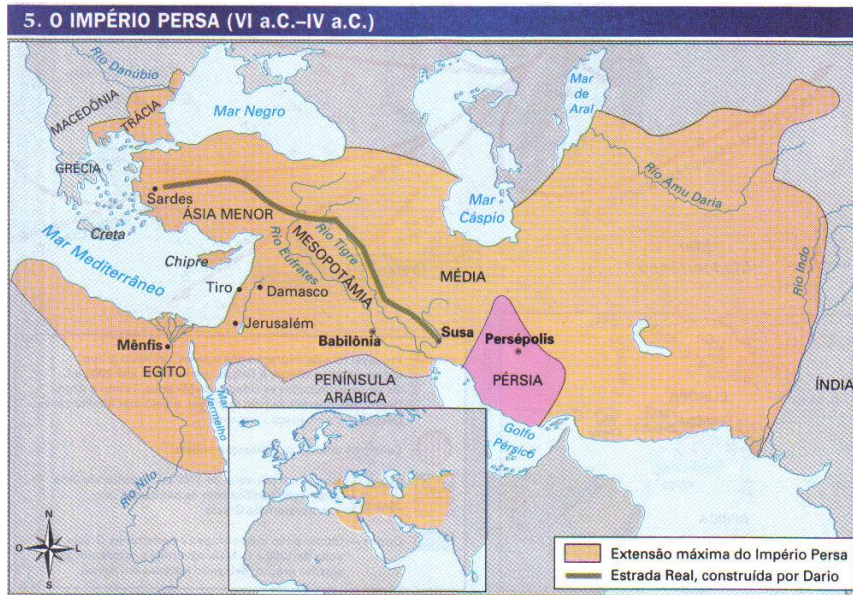 5. O IMPÉRIO PERSA (VI a.C.–IV a.C.)
Rio Danúbio
MACEDÔNIA
TRÁCIA
Mar Negro
Mar
de
Aral
GRÉCIA
Sardes
ÁSIA MENOR
Mar
Cáspio
Rio Amu Daria
Creta
Mar Mediterrâneo
Chipre
Rio Tigre
Rio Eufrates
MESOPOTÂMIA
MÉDIA
Rio Indo
Tiro
Damasco
Jerusalém
Babilônia
Susa
Persépolis
Mênfis
EGITO
PÉRSIA
PENÍNSULA
ARÁBICA
ÍNDIA
Mar
Vermelho
Golfo
Pérsico
Rio Nilo
N
O
L
S
Extensão máxima do Império Persa
Estrada Real, construída por Dario